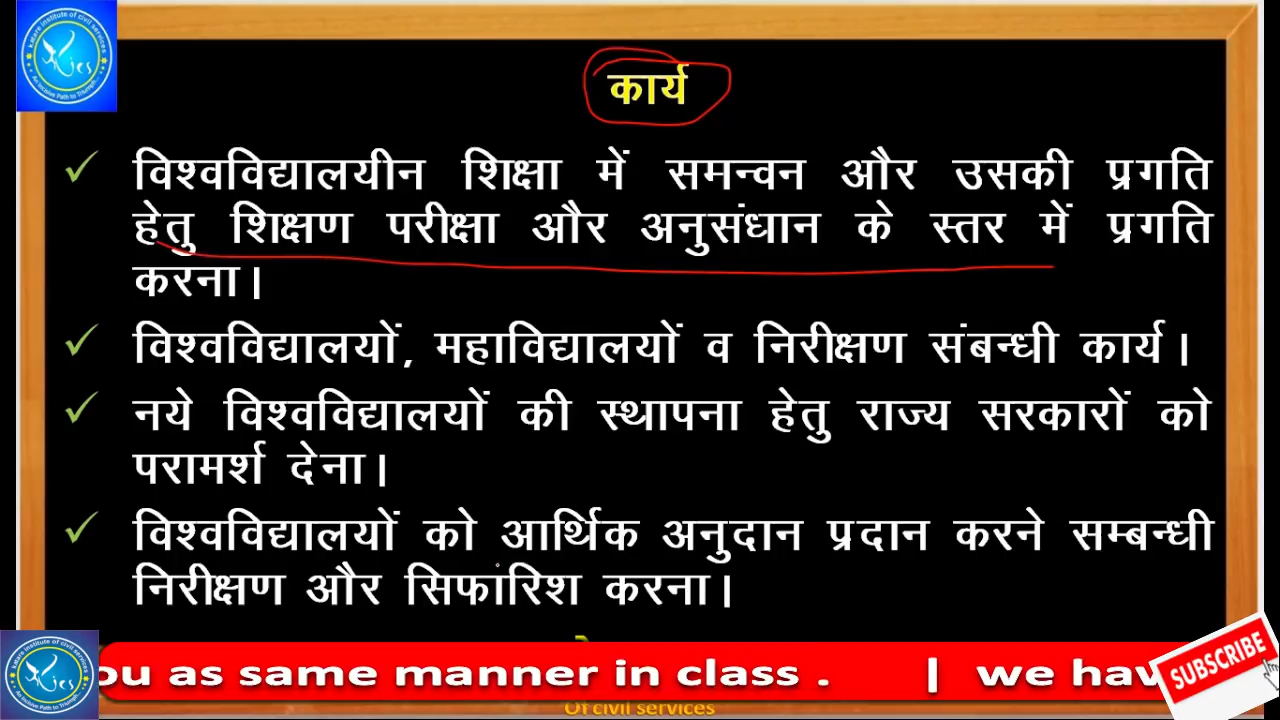 कार्य
विश्वविद्यालयीन शिक्षा में समन्वन और उसकी प्रगति
हेतु शिक्षण परीक्षा और अनुसंधान के स्तर में प्रगति
करना।
विश्वविद्यालयों, महाविद्यालयों व निरीक्षण संबन्धी कार्य।
नये विश्वविद्यालयों की स्थापना हेतु राज्य सरकारों को
परामर्श देना।
विश्वविद्यालयों को आर्थिक अनुदान प्रदान करने सम्बन्धी
निरीक्षण और सिफांरिश करना।
ou as same manner in class . | we hav
SUBSCRIBE
Of civil services